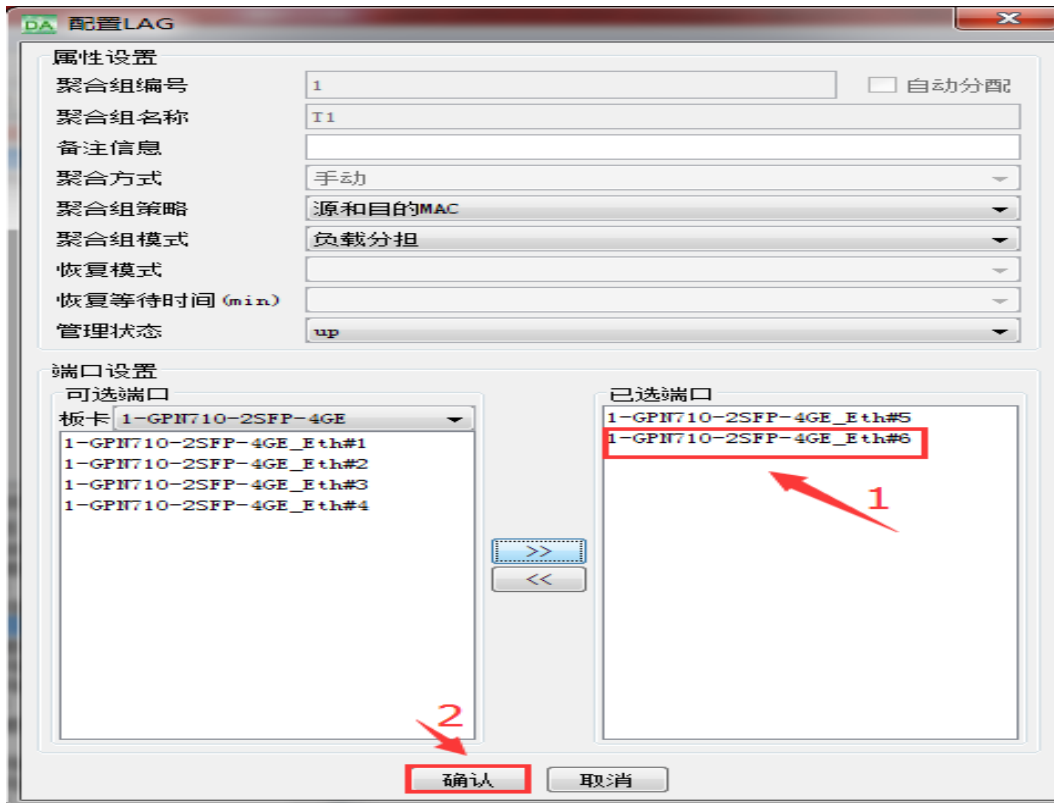 DA 配置LAG
属性设置
聚合组编号 1 自动分配
聚合组名称 T1
备注信息
聚合方式 手动
聚合组策略 源和目的MAC
聚合组模式 负载分担
恢复模式
恢复等待时间(min)
管理状态 up
端口设置
可选端口
板卡 1-GPN710-2SFP-4GE
1-GPN710-2SFP-4GE_Eth#1
1-GPN710-2SFP-4GE_Eth#2
1-GPN710-2SFP-4GE_Eth#3
1-GPN710-2SFP-4GE_Eth#4
>>
<<
已选端口
1-GPN710-2SFP-4GE_Eth#5
1-GPN710-2SFP-4GE_Eth#6
1
2
确认 取消